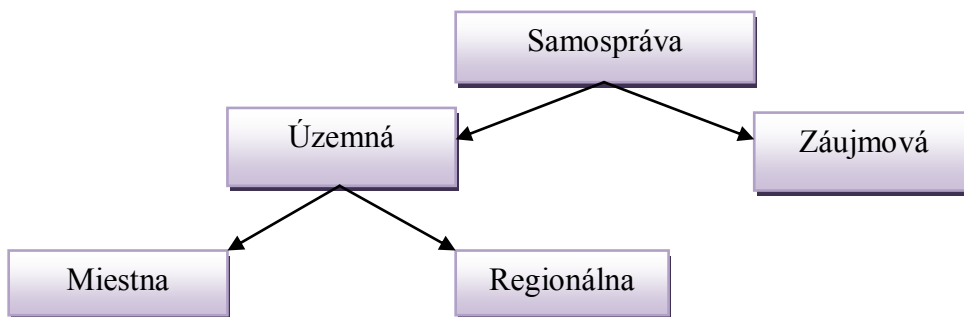 Samospráva
Územná
Záujmová
Miestna
Regionálna